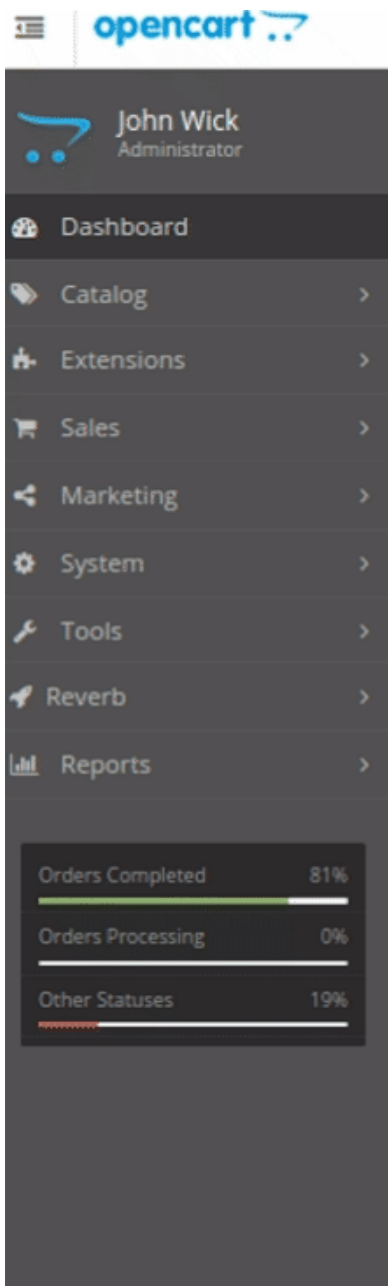 opencart
John Wick
Administrator
Dashboard
Catalog
Extensions
Sales
Marketing
System
Tools
Reverb
Reports
Orders Completed 81%
Orders Processing 0%
Other Statuses 19%